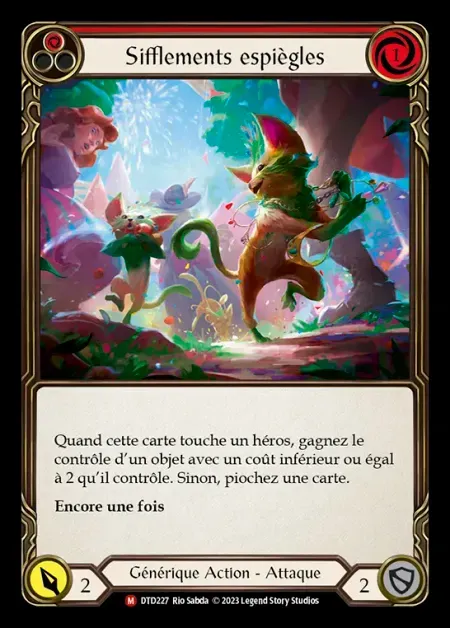 Sifflements espiègles
1
Quand cette carte touche un héros, gagnez le
contrôle d'un objet avec un coût inférieur ou égal
à 2 qu'il contrôle. Sinon, piochez une carte.
Encore une fois
2
Générique Action - Attaque
2
M DTD227 Rio Sabda © 2023 Legend Story Studios